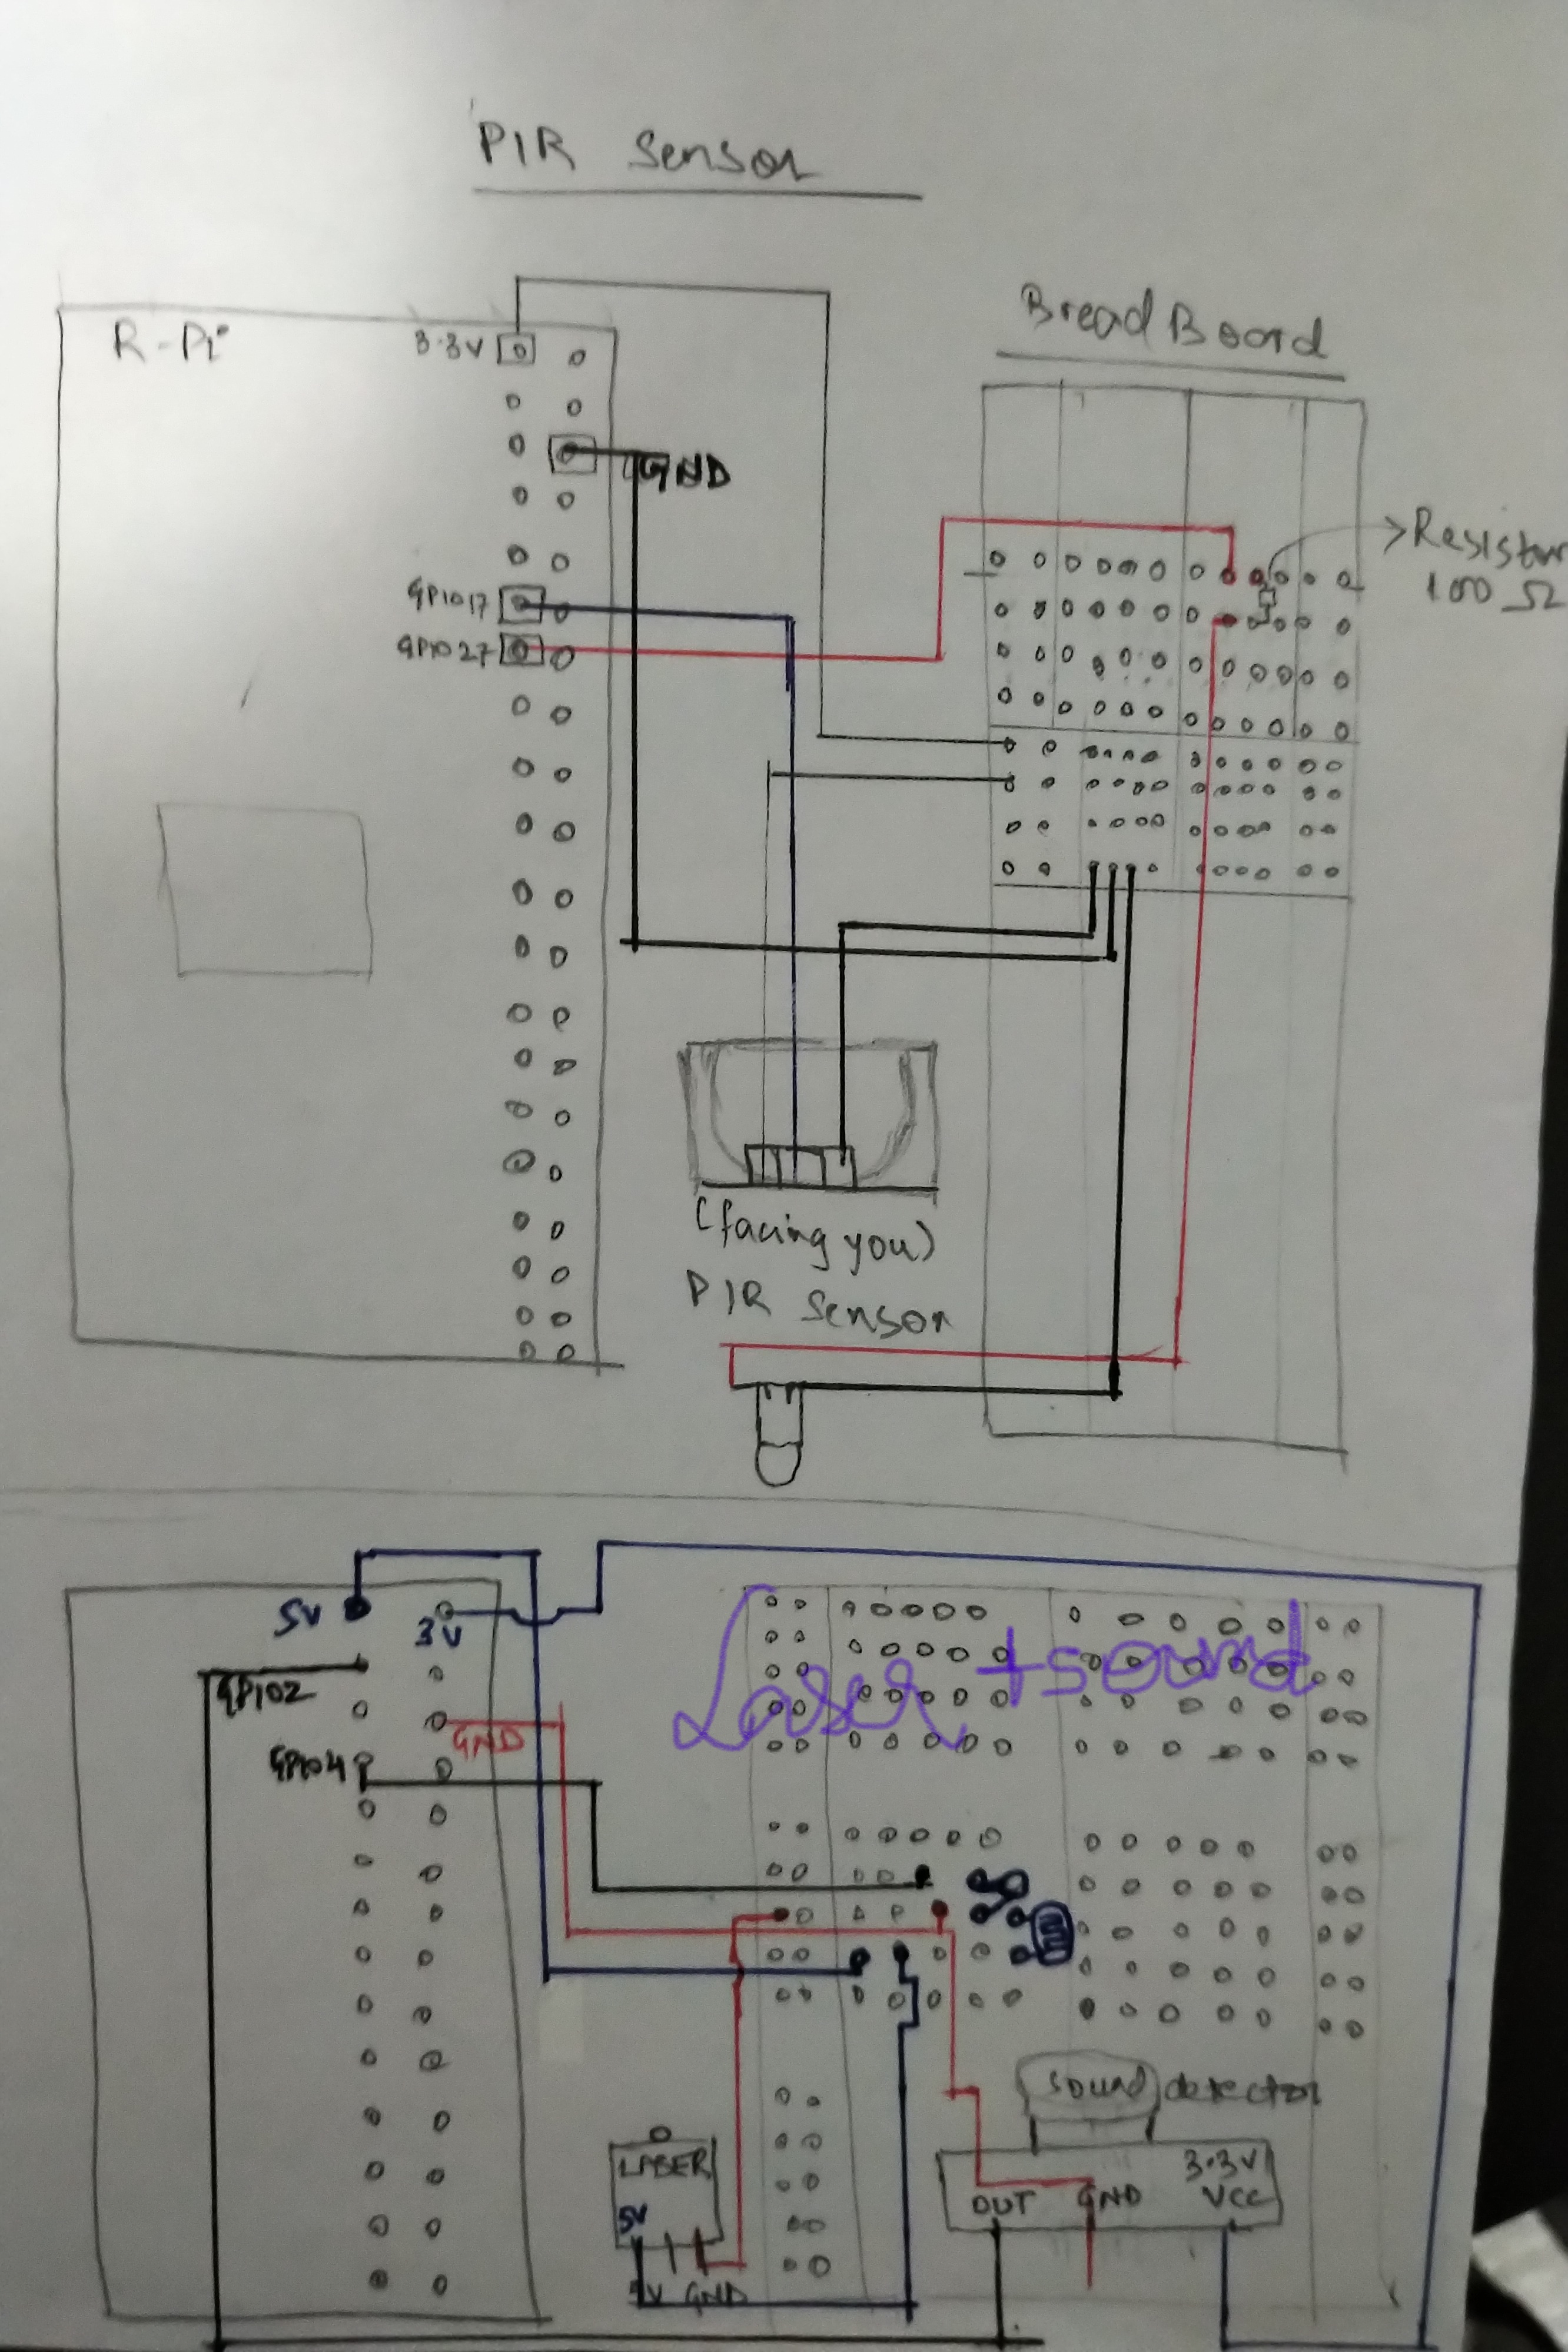 PIR Sensor
Bread Board
R-Pi
3.3V
GND
Resistor
100 Ω
GPIO17
GPIO27
(facing you)
PIR Sensor
5V
3V
Laser + sound
GPIO2
GND
GPIO4
sound detector
LASER
3.3V
5V
OUT GND VCC
5V GND